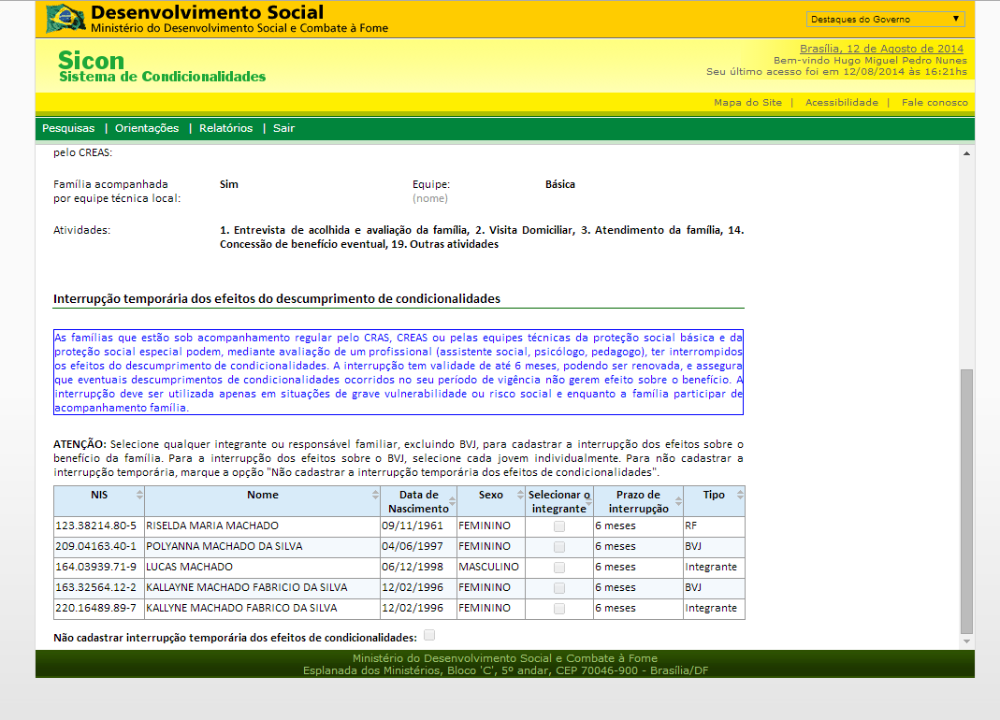 Desenvolvimento Social
Ministério do Desenvolvimento Social e Combate à Fome
Destaques do Governo
Sicon
Sistema de Condicionalidades
Brasília, 12 de Agosto de 2014
Bem-vindo Hugo Miguel Pedro Nunes
Seu último acesso foi em 12/08/2014 às 16:21hs
Mapa do Site | Acessibilidade | Fale conosco
Pesquisas | Orientações | Relatórios | Sair
pelo CREAS:
Família acompanhada Sim Equipe: Básica
por equipe técnica local: (nome)
Atividades: 1. Entrevista de acolhida e avaliação da família, 2. Visita Domiciliar, 3. Atendimento da família, 14.
Concessão de benefício eventual, 19. Outras atividades
Interrupção temporária dos efeitos do descumprimento de condicionalidades
As famílias que estão sob acompanhamento regular pelo CRAS, CREAS ou pelas equipes técnicas da proteção social básica e da
proteção social especial podem, mediante avaliação de um profissional (assistente social, psicólogo, pedagogo), ter interrompidos
os efeitos do descumprimento de condicionalidades. A interrupção tem validade de até 6 meses, podendo ser renovada, e assegura
que eventuais descumprimentos de condicionalidades ocorridos no seu período de vigência não gerem efeito sobre o benefício. A
interrupção deve ser utilizada apenas em situações de grave vulnerabilidade ou risco social e enquanto a família participar de
acompanhamento família.
ATENÇÃO: Selecione qualquer integrante ou responsável familiar, excluindo BVJ, para cadastrar a interrupção dos efeitos sobre o
benefício da família. Para a interrupção dos efeitos sobre o BVJ, selecione cada jovem individualmente. Para não cadastrar a
interrupção temporária, marque a opção "Não cadastrar a interrupção temporária dos efeitos de condicionalidades".
NIS Nome Data de Nascimento Sexo Selecionar o integrante Prazo de interrupção Tipo
123.38214.80-5 RISELDA MARIA MACHADO 09/11/1961 FEMININO 6 meses RF
209.04163.40-1 POLYANNA MACHADO DA SILVA 04/06/1997 FEMININO 6 meses BVJ
164.03939.71-9 LUCAS MACHADO 06/12/1998 MASCULINO 6 meses Integrante
163.32564.12-2 KALLAYNE MACHADO FABRICIO DA SILVA 12/02/1996 FEMININO 6 meses BVJ
220.16489.89-7 KALLYNE MACHADO FABRICO DA SILVA 12/02/1996 FEMININO 6 meses Integrante
Não cadastrar interrupção temporária dos efeitos de condicionalidades:
Ministério do Desenvolvimento Social e Combate à Fome
Esplanada dos Ministérios, Bloco 'C', 5º andar, CEP 70046-900 - Brasília/DF